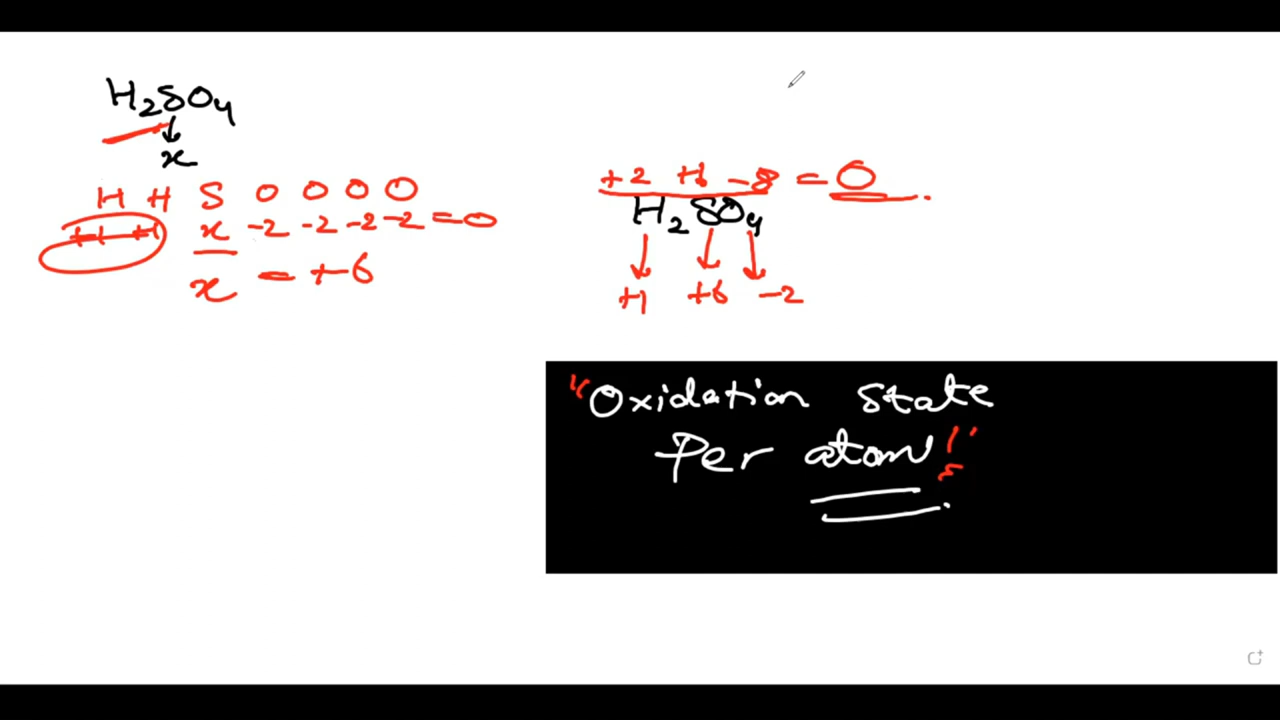 H₂SO₄
x
H H S O O O O
+1 +1 x -2 -2 -2 -2 = 0
x = +6
+2 +6 -8 = 0
H₂SO₄
+1 +6 -2
"Oxidation state
Per atom"